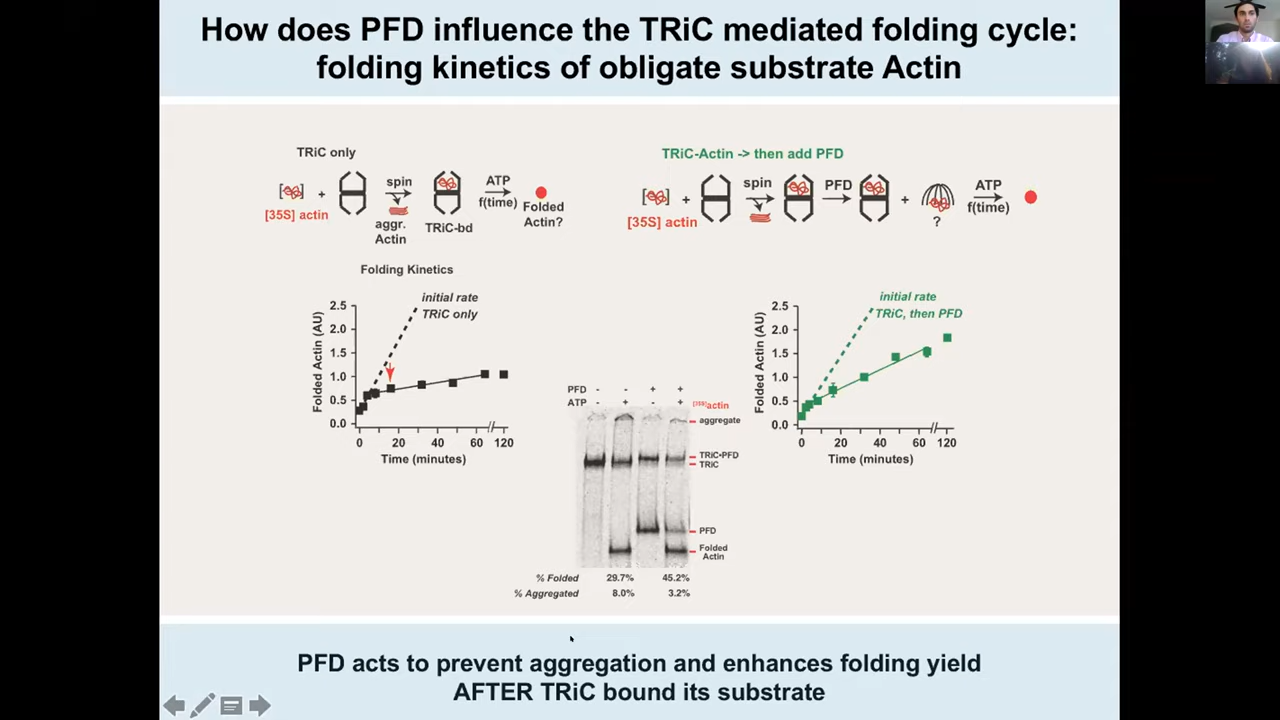 How does PFD influence the TRiC mediated folding cycle:
folding kinetics of obligate substrate Actin
TRiC only
[ ] +
[35S] actin
spin
aggr.
Actin
TRiC-bd
ATP
f(time)
Folded
Actin?
TRiC-Actin -> then add PFD
[ ] +
[35S] actin
spin
PFD
+
?
ATP
f(time)
Folding Kinetics
initial rate
TRiC only
Folded Actin (AU)
2.5
2.0
1.5
1.0
0.5
0.0
0 20 40 60 120
Time (minutes)
PFD - - + +
ATP - + - +
[35S]actin
aggregate
TRiC•PFD
TRiC
PFD
Folded
Actin
% Folded 29.7% 45.2%
% Aggregated 8.0% 3.2%
initial rate
TRiC, then PFD
Folded Actin (AU)
2.5
2.0
1.5
1.0
0.5
0.0
0 20 40 60 120
Time (minutes)
PFD acts to prevent aggregation and enhances folding yield
AFTER TRiC bound its substrate